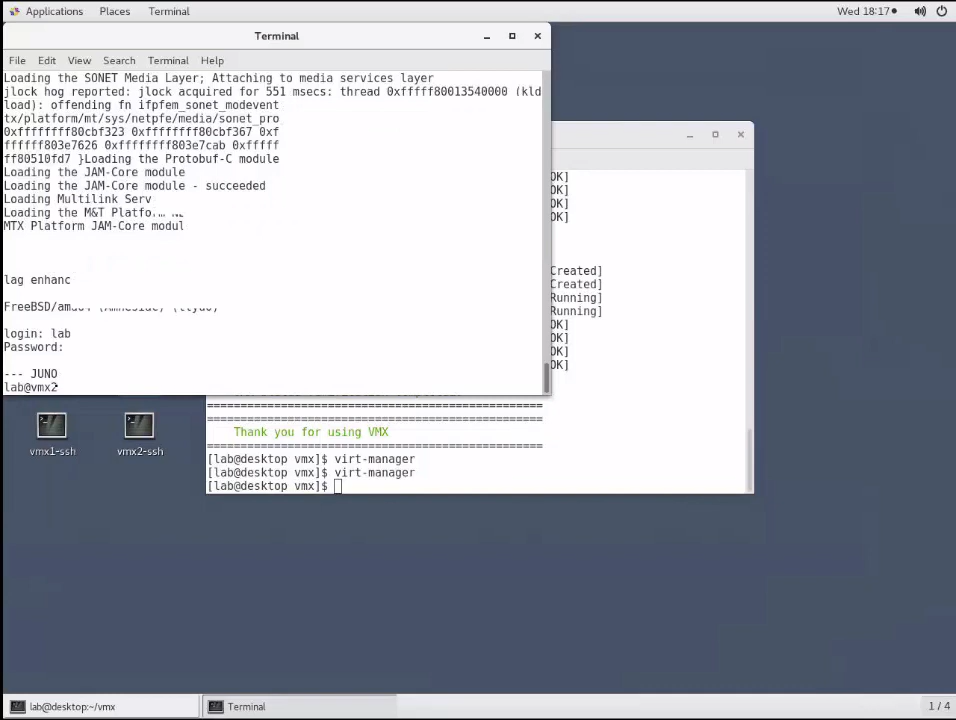 Applications Places Terminal Wed 18:17
Terminal
File Edit View Search Terminal Help
Loading the SONET Media Layer; Attaching to media services layer
jlock hog reported: jlock acquired for 551 msecs: thread 0xfffff80013540000 (kld
load): offending fn ifpfem_sonet_modevent
tx/platform/mt/sys/netpfe/media/sonet_pro
0xffffffff80cbf323 0xffffffff80cbf367 0xf
ffffff803e7626 0xffffffff803e7cab 0xfffff
ff80510fd7 }Loading the Protobuf-C module
Loading the JAM-Core module
Loading the JAM-Core module - succeeded
Loading Multilink Serv
Loading the M&T Platform
MTX Platform JAM-Core modul
lag enhanc
login: lab
Password:
--- JUNO
lab@vmx2
OK]
OK]
OK]
OK]
Created]
Created]
Running]
Running]
OK]
OK]
OK]
OK]
==================================================
==================================================
Thank you for using VMX
==================================================
[lab@desktop vmx]$ virt-manager
[lab@desktop vmx]$ virt-manager
[lab@desktop vmx]$
vmx1-ssh
vmx2-ssh
lab@desktop:~/vmx
Terminal
1 / 4